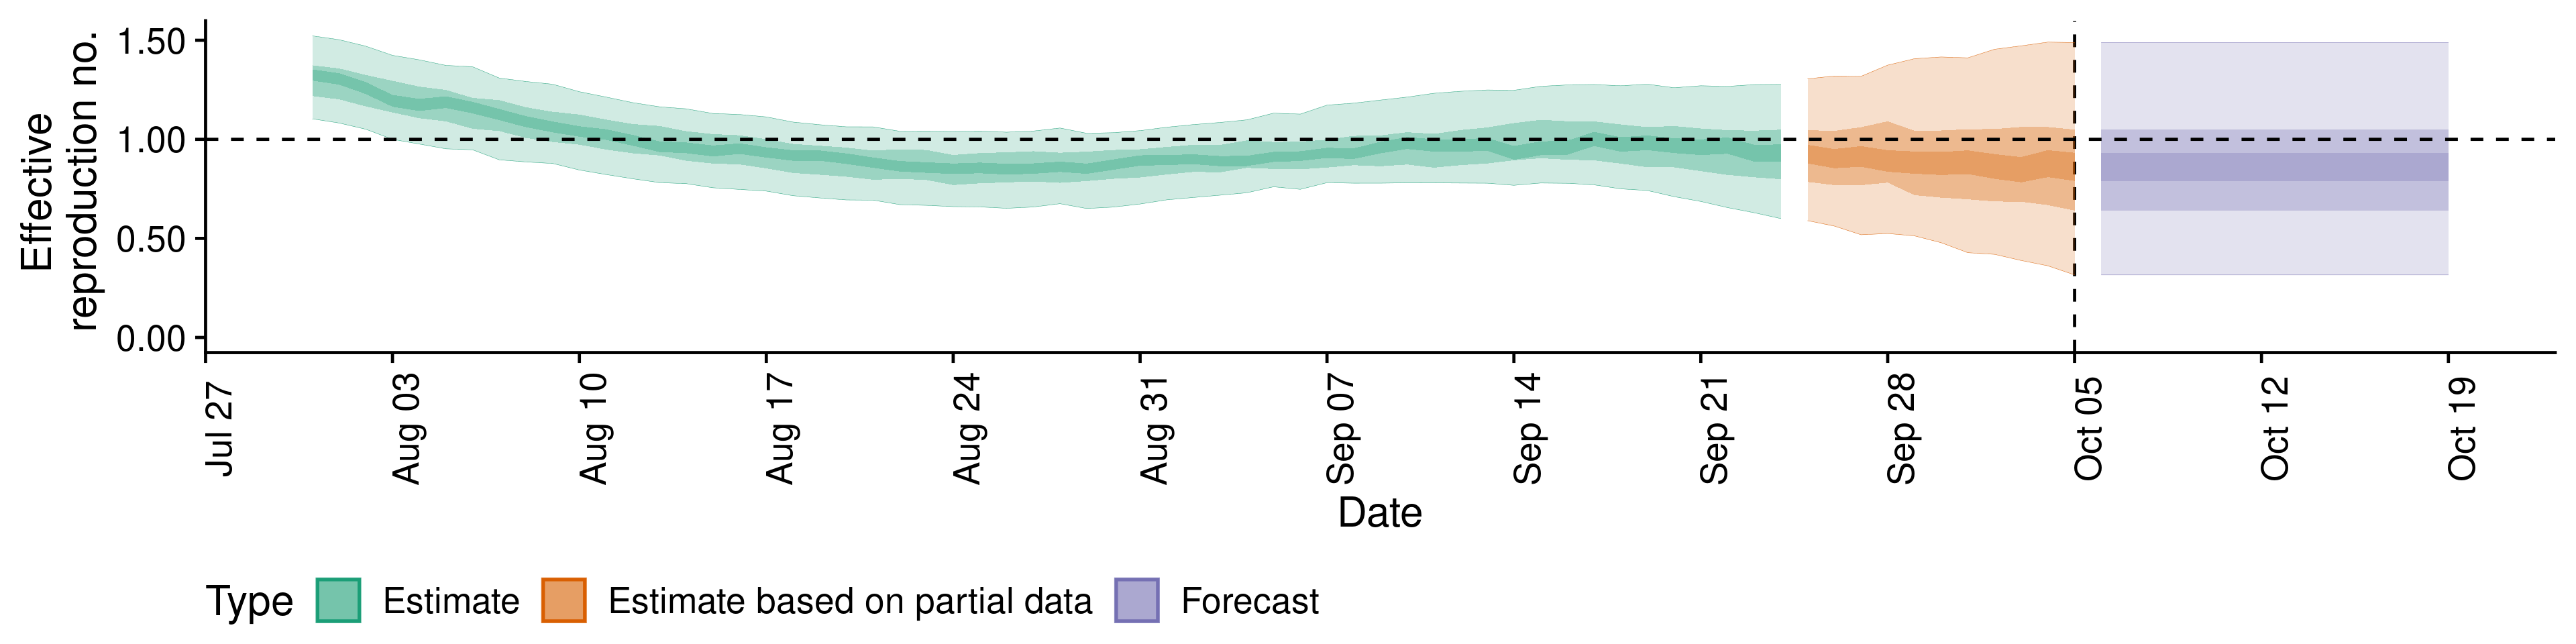 Effective
reproduction no.
1.50
1.00
0.50
0.00
Jul 27
Aug 03
Aug 10
Aug 17
Aug 24
Aug 31
Sep 07
Sep 14
Sep 21
Sep 28
Oct 05
Oct 12
Oct 19
Date
Type Estimate Estimate based on partial data Forecast